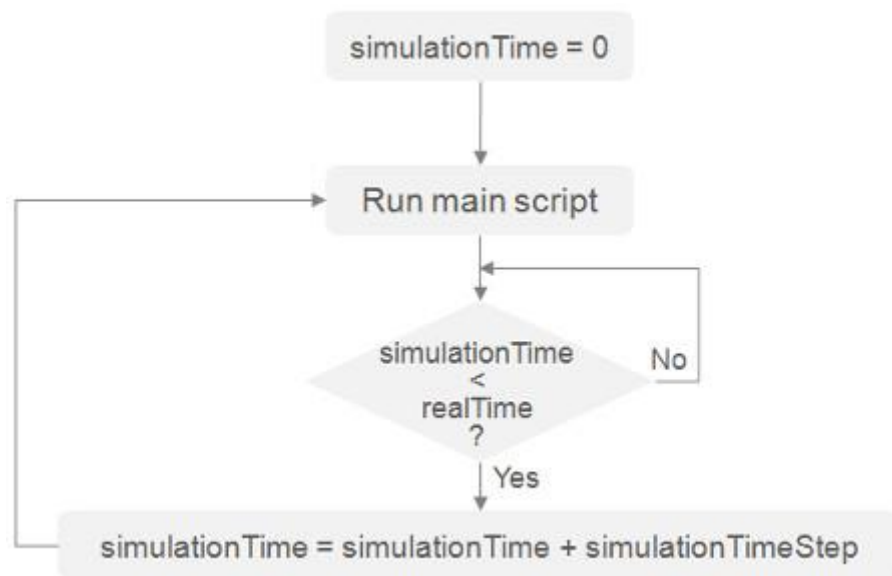 simulationTime = 0
Run main script
simulationTime
<
realTime
?
No
Yes
simulationTime = simulationTime + simulationTimeStep